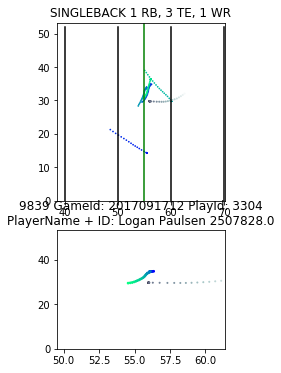 SINGLEBACK 1 RB, 3 TE, 1 WR
50
40
30
20
10
0
40 50 60 70
9839 GameId: 2017091712 PlayId: 3304
PlayerName + ID: Logan Paulsen 2507828.0
40
20
0
50.0 52.5 55.0 57.5 60.0